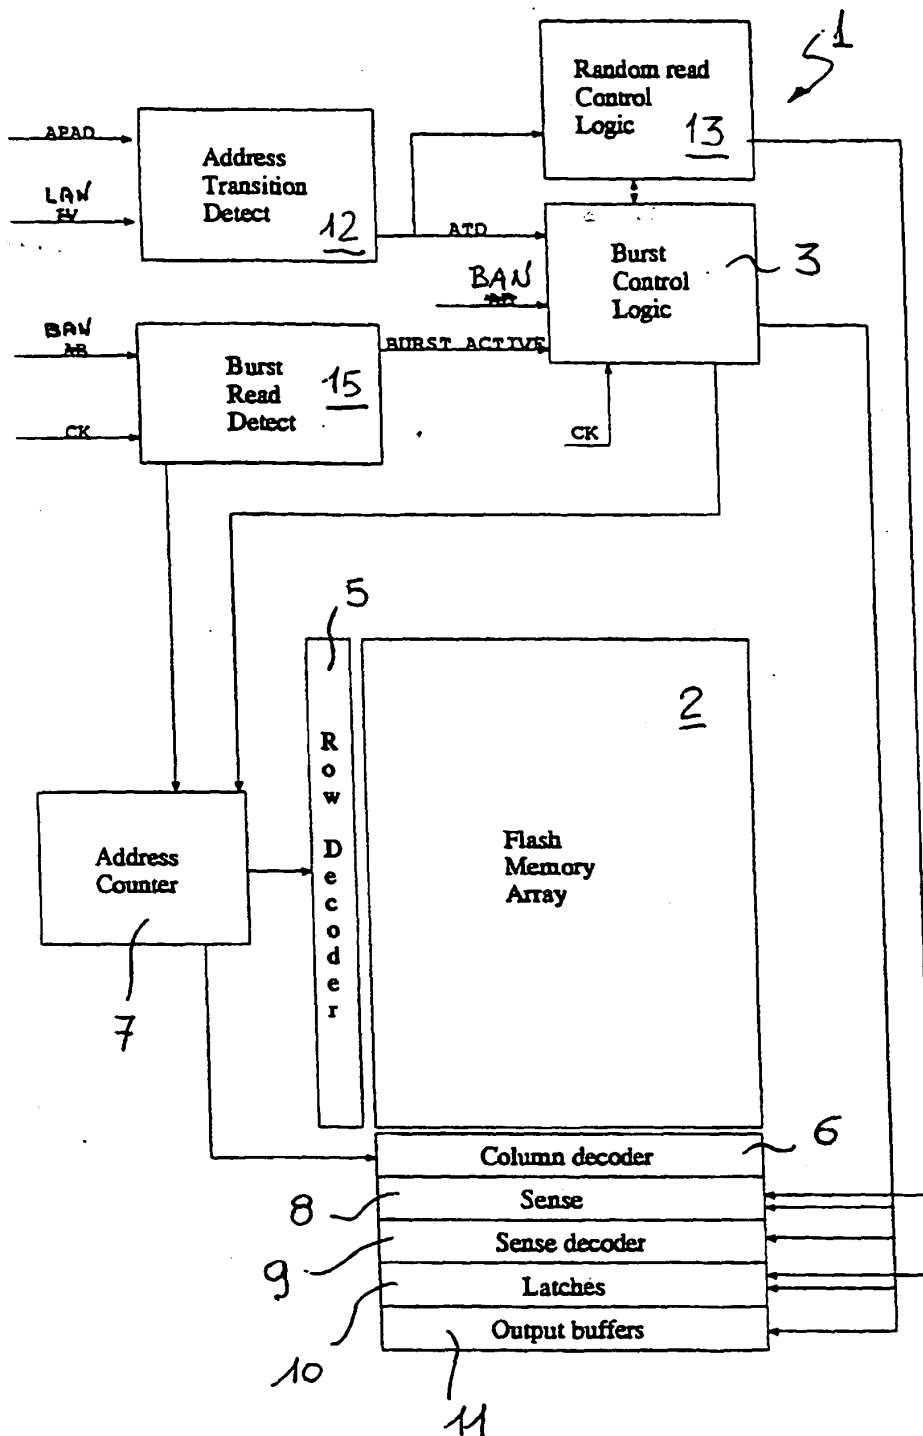 1
Random read
Control
Logic
13
APAD
LAN
Address
Transition
Detect
12
ATD
BAN
Burst
Control
Logic
3
BAN
BURST ACTIVE
Burst
Read
Detect
15
CK
CK
5
2
Row Decoder
Flash
Memory
Array
Address
Counter
7
6
Column decoder
8
Sense
9
Sense decoder
10
Latches
Output buffers
11